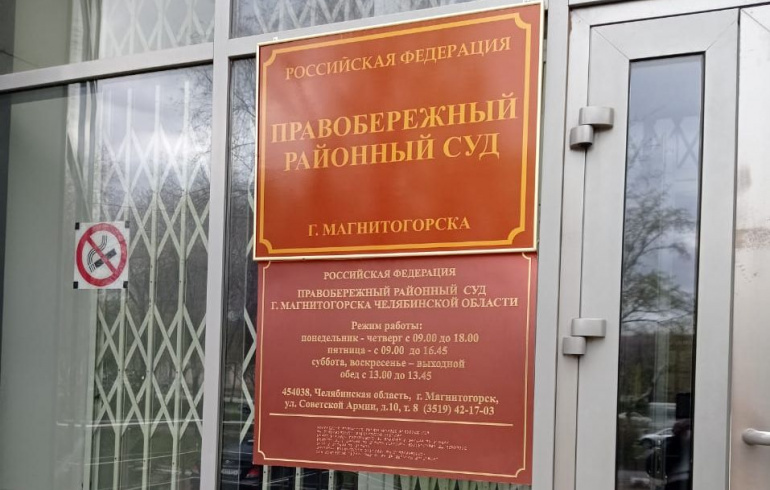 РОССИЙСКАЯ ФЕДЕРАЦИЯ
ПРАВОБЕРЕЖНЫЙ
РАЙОННЫЙ СУД
Г. МАГНИТОГОРСКА
РОССИЙСКАЯ ФЕДЕРАЦИЯ
ПРАВОБЕРЕЖНЫЙ РАЙОННЫЙ СУД
Г. МАГНИТОГОРСКА ЧЕЛЯБИНСКОЙ ОБЛАСТИ
Режим работы:
понедельник - четверг с 09.00 до 18.00
пятница - с 09.00 до 16.45
суббота, воскресенье – выходной
обед с 13.00 до 13.45
454038, Челябинская область, г. Магнитогорск,
ул. Советской Армии, д.10, т. 8 (3519) 42-17-03